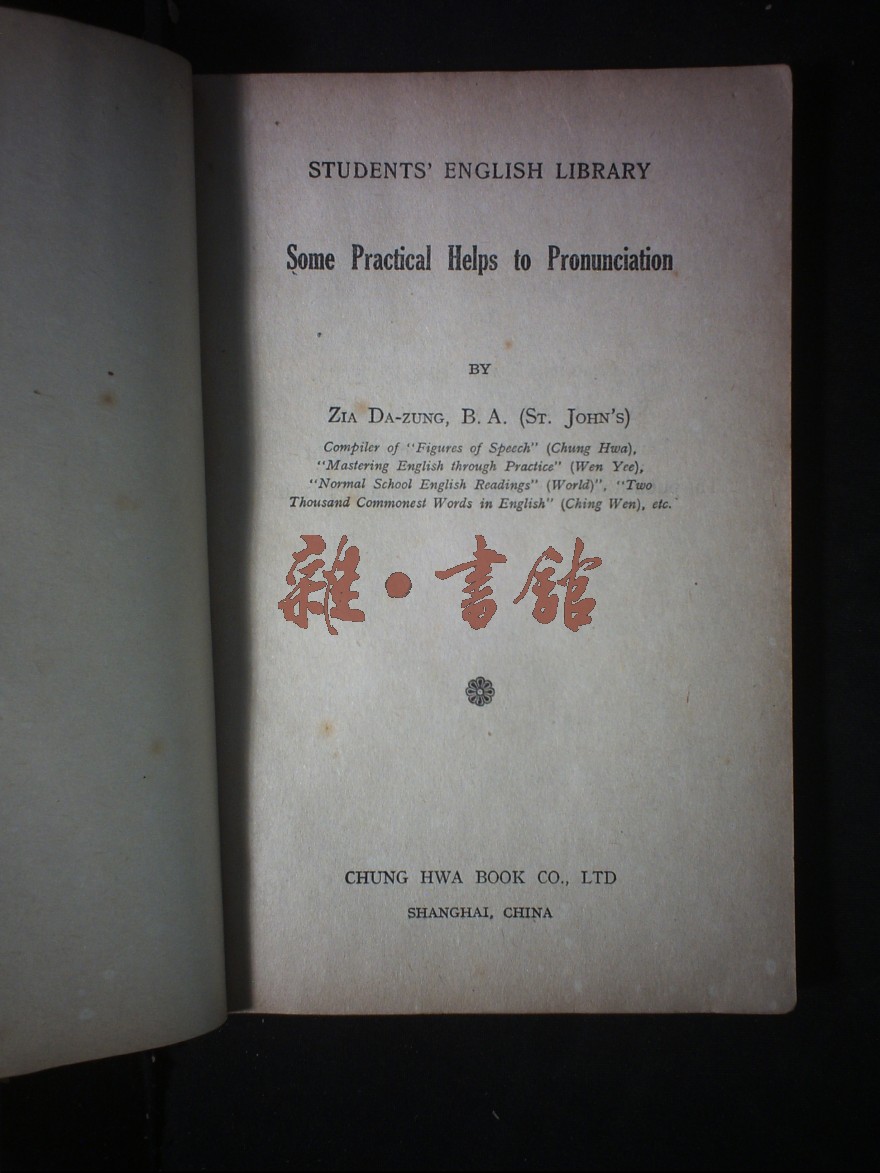 STUDENTS' ENGLISH LIBRARY
Some Practical Helps to Pronunciation
BY
ZIA DA-ZUNG, B. A. (ST. JOHN'S)
Compiler of "Figures of Speech" (Chung Hwa),
"Mastering English through Practice" (Wen Yee),
"Normal School English Readings" (World)", "Two
Thousand Commonest Words in English" (Ching Wen), etc.
雜·書館
CHUNG HWA BOOK CO., LTD
SHANGHAI, CHINA